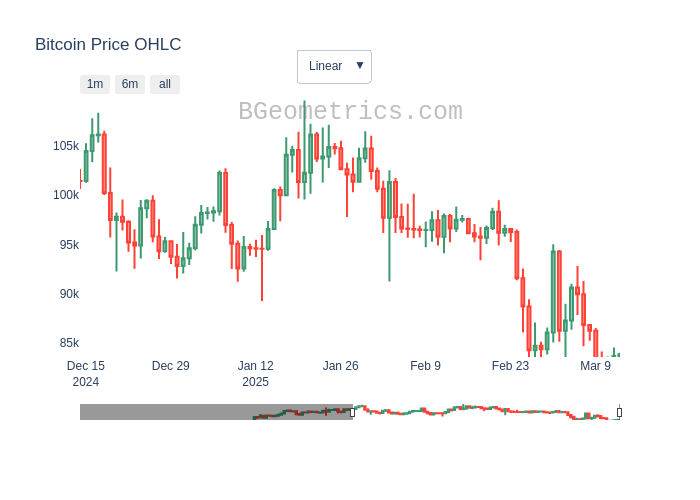 Bitcoin Price OHLC
Linear ▼
1m 6m all
BGeometrics.com
105k
100k
95k
90k
85k
Dec 15 Dec 29 Jan 12 Jan 26 Feb 9 Feb 23 Mar 9
2024 2025